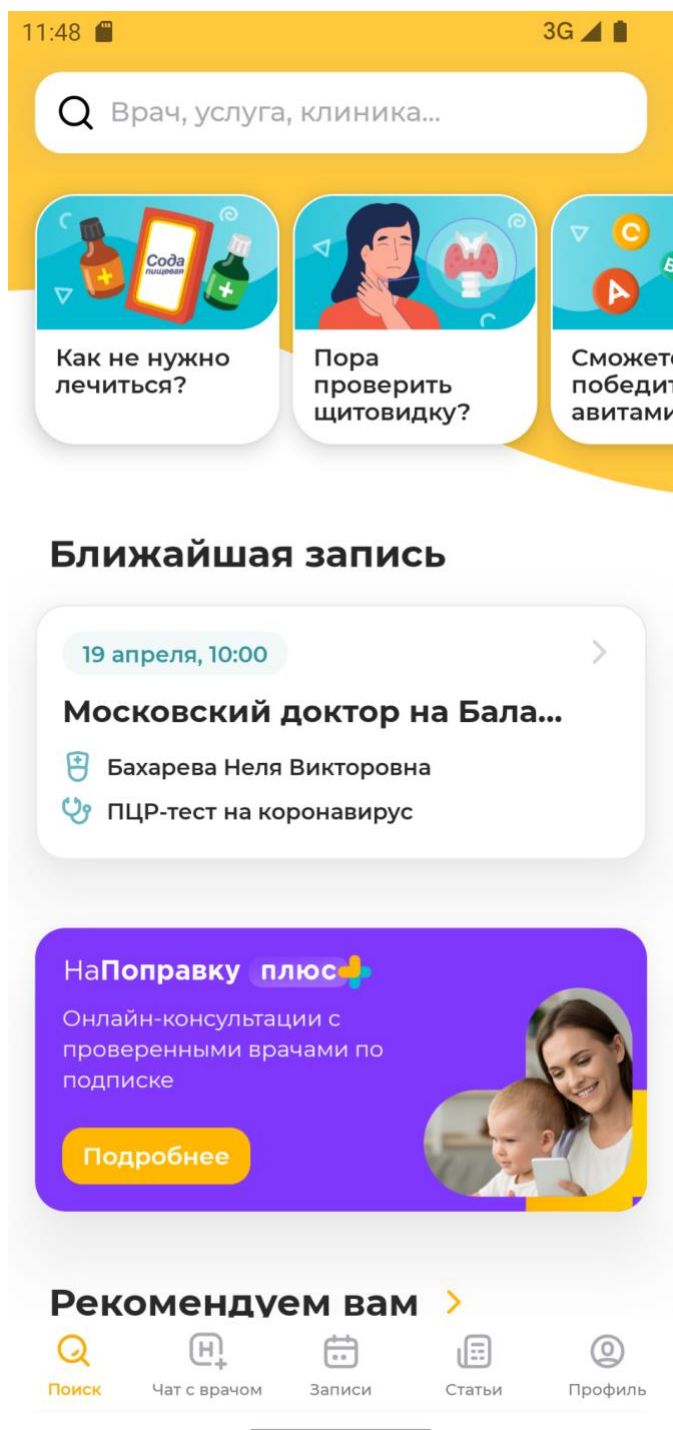 11:48
3G
Врач, услуга, клиника...
Сода
пищевая
C
A
Как не нужно
лечиться?
Пора
проверить
щитовидку?
Сможет
победи
авитами
Ближайшая запись
19 апреля, 10:00
Московский доктор на Бала...
Бахарева Неля Викторовна
ПЦР-тест на коронавирус
НаПоправку плюс
Онлайн-консультации с
проверенными врачами по
подписке
Подробнее
Рекомендуем вам
Поиск
Чат с врачом
Записи
Статьи
Профиль